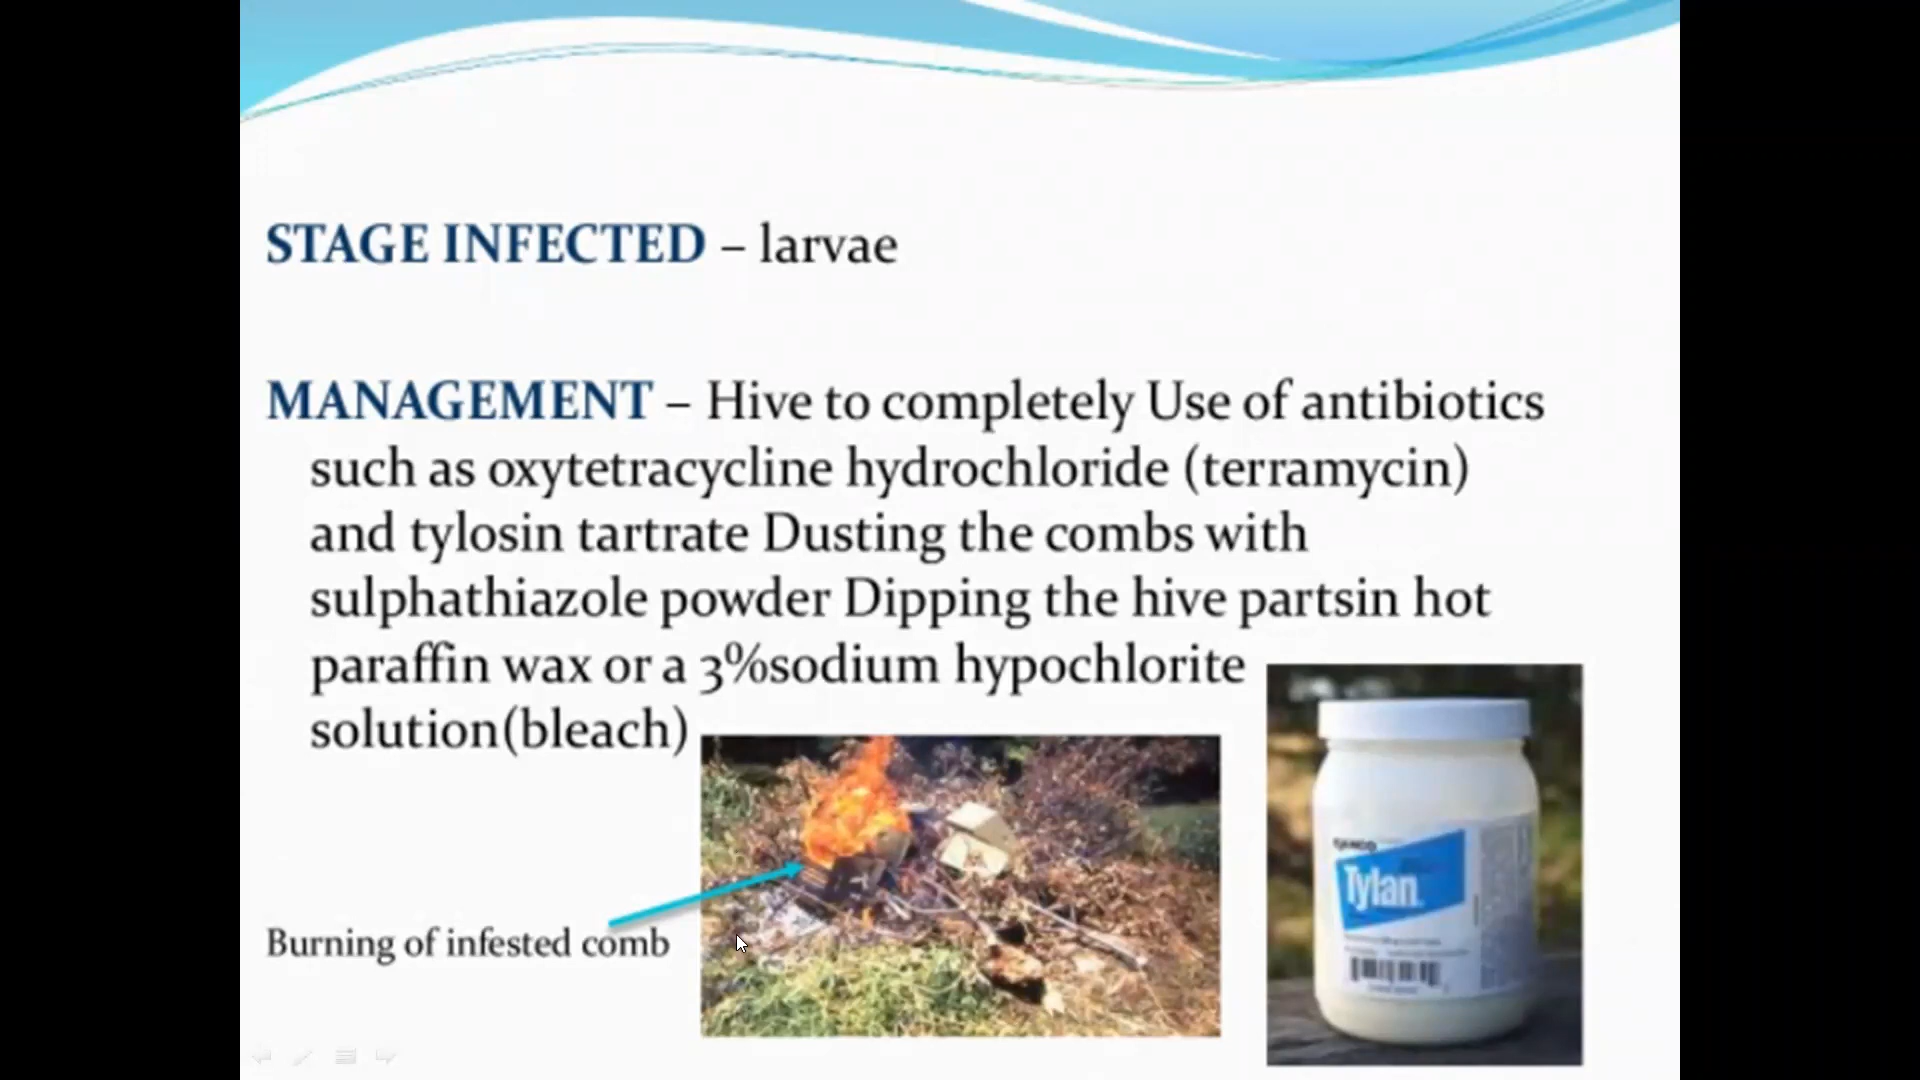 STAGE INFECTED – larvae
MANAGEMENT – Hive to completely Use of antibiotics
such as oxytetracycline hydrochloride (terramycin)
and tylosin tartrate Dusting the combs with
sulphathiazole powder Dipping the hive partsin hot
paraffin wax or a 3%sodium hypochlorite
solution(bleach)
Burning of infested comb
Tylan